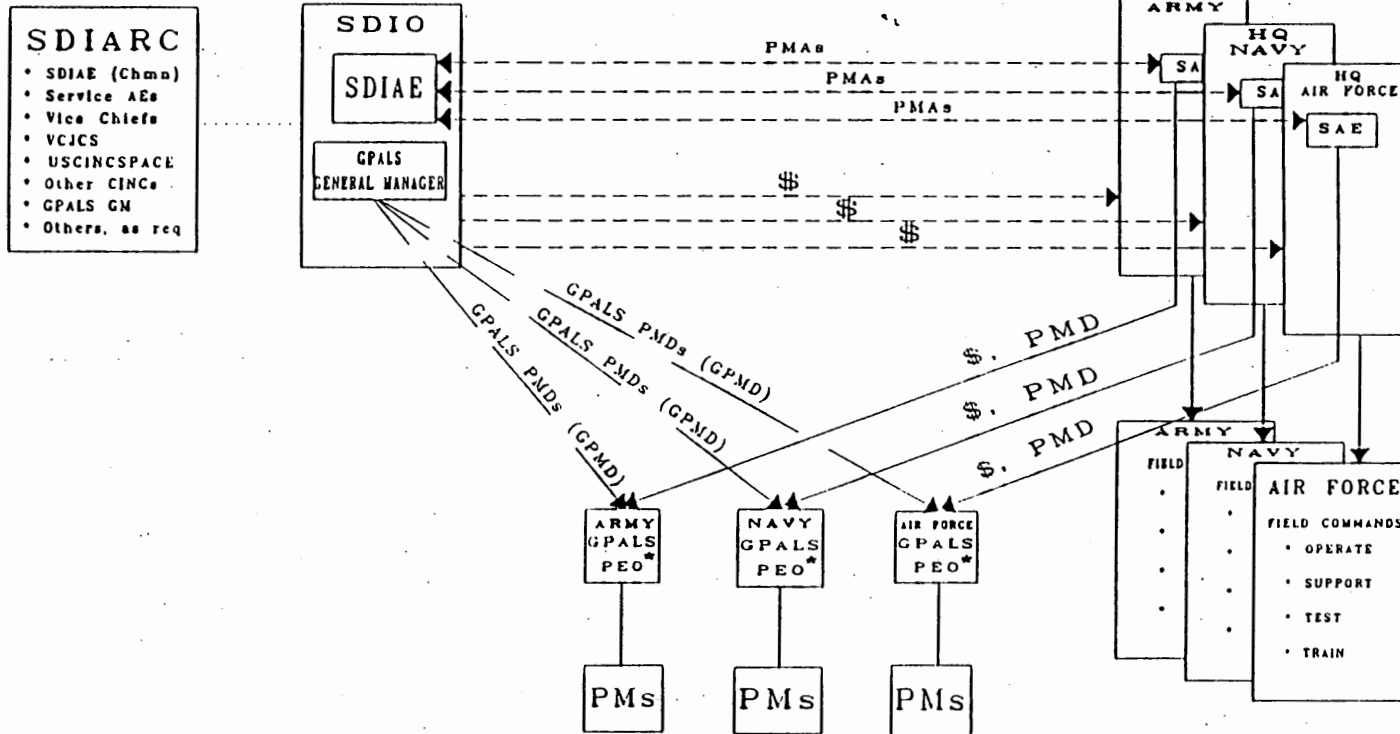 SDIARC
• SDIAE (Chmn)
• Service AEs
• Vice Chiefs
• VCJCS
• USCINCSPACE
• Other CINCs
• GPALS GM
• Others, as req
SDIO
SDIAE
GPALS
GENERAL MANAGER
PMAs
PMAs
PMAs
$
$
$
ARMY
SA
HQ
NAVY
SA
HQ
AIR FORCE
SAE
GPALS PMDs (GPMD)
GPALS PMDs (GPMD)
GPALS PMDs (GPMD)
$, PMD
$, PMD
$, PMD
ARMY
GPALS
PEO*
NAVY
GPALS
PEO*
AIR FORCE
GPALS
PEO*
PMs
PMs
PMs
ARMY
FIELD
NAVY
FIELD
AIR FORCE
FIELD COMMANDS
• OPERATE
• SUPPORT
• TEST
• TRAIN